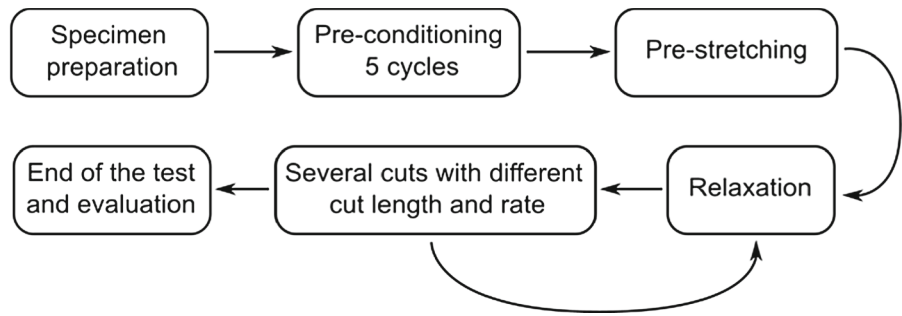 Specimen
preparation
Pre-conditioning
5 cycles
Pre-stretching
Relaxation
Several cuts with different
cut length and rate
End of the test
and evaluation